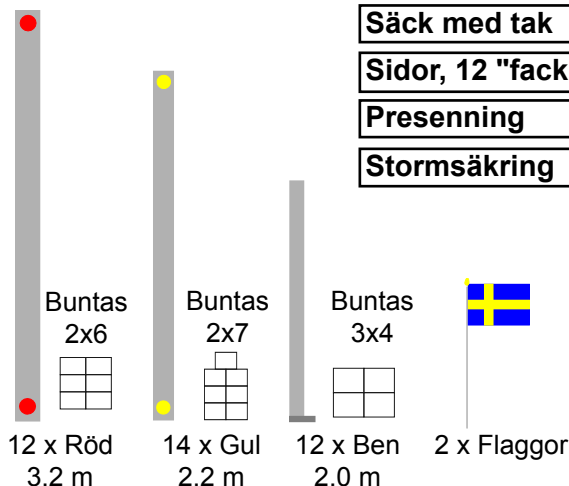 Säck med tak
Sidor, 12 "fack
Presenning
Stormsäkring
Buntas
2x6
Buntas
2x7
Buntas
3x4
12 x Röd
3.2 m
14 x Gul
2.2 m
12 x Ben
2.0 m
2 x Flaggor